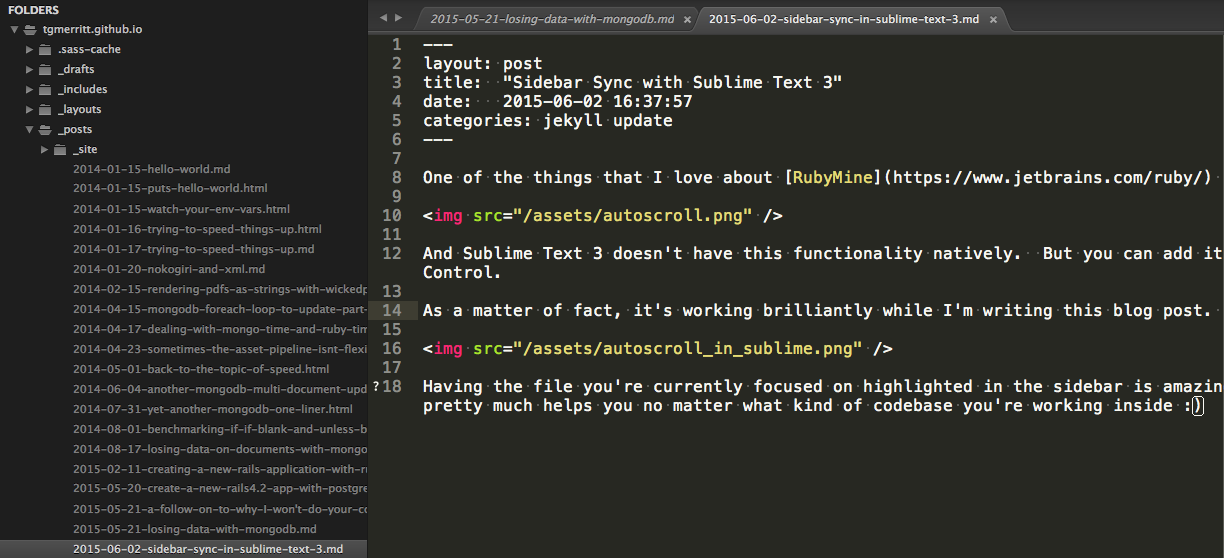 FOLDERS
tgmerritt.github.io
.sass-cache
_drafts
_includes
_layouts
_posts
_site
2014-01-15-hello-world.md
2014-01-15-puts-hello-world.html
2014-01-15-watch-your-env-vars.html
2014-01-16-trying-to-speed-things-up.html
2014-01-17-trying-to-speed-things-up.md
2014-01-20-nokogiri-and-xml.md
2014-02-15-rendering-pdfs-as-strings-with-wickedp
2014-04-15-mongodb-foreach-loop-to-update-part-
2014-04-17-dealing-with-mongo-time-and-ruby-tim
2014-04-23-sometimes-the-asset-pipeline-isnt-flexi
2014-05-01-back-to-the-topic-of-speed.html
2014-06-04-another-mongodb-multi-document-upd
2014-07-31-yet-another-mongodb-one-liner.html
2014-08-01-benchmarking-if-if-blank-and-unless-b
2014-08-17-losing-data-on-documents-with-mongo
2015-02-11-creating-a-new-rails-application-with-r
2015-05-20-create-a-new-rails4.2-app-with-postgre
2015-05-21-a-follow-on-to-why-I-won't-do-your-co
2015-05-21-losing-data-with-mongodb.md
2015-06-02-sidebar-sync-in-sublime-text-3.md
2015-05-21-losing-data-with-mongodb.md × 2015-06-02-sidebar-sync-in-sublime-text-3.md ×
1 ---
2 layout: post
3 title:  "Sidebar Sync with Sublime Text 3"
4 date:   2015-06-02 16:37:57
5 categories: jekyll update
6 ---
7
8 One of the things that I love about [RubyMine](https://www.jetbrains.com/ruby/)
9
10 <img src="/assets/autoscroll.png" />
11
12 And Sublime Text 3 doesn't have this functionality natively.  But you can add it
Control.
13
14 As a matter of fact, it's working brilliantly while I'm writing this blog post.
15
16 <img src="/assets/autoscroll_in_sublime.png" />
17
?18 Having the file you're currently focused on highlighted in the sidebar is amazin
pretty much helps you no matter what kind of codebase you're working inside :)